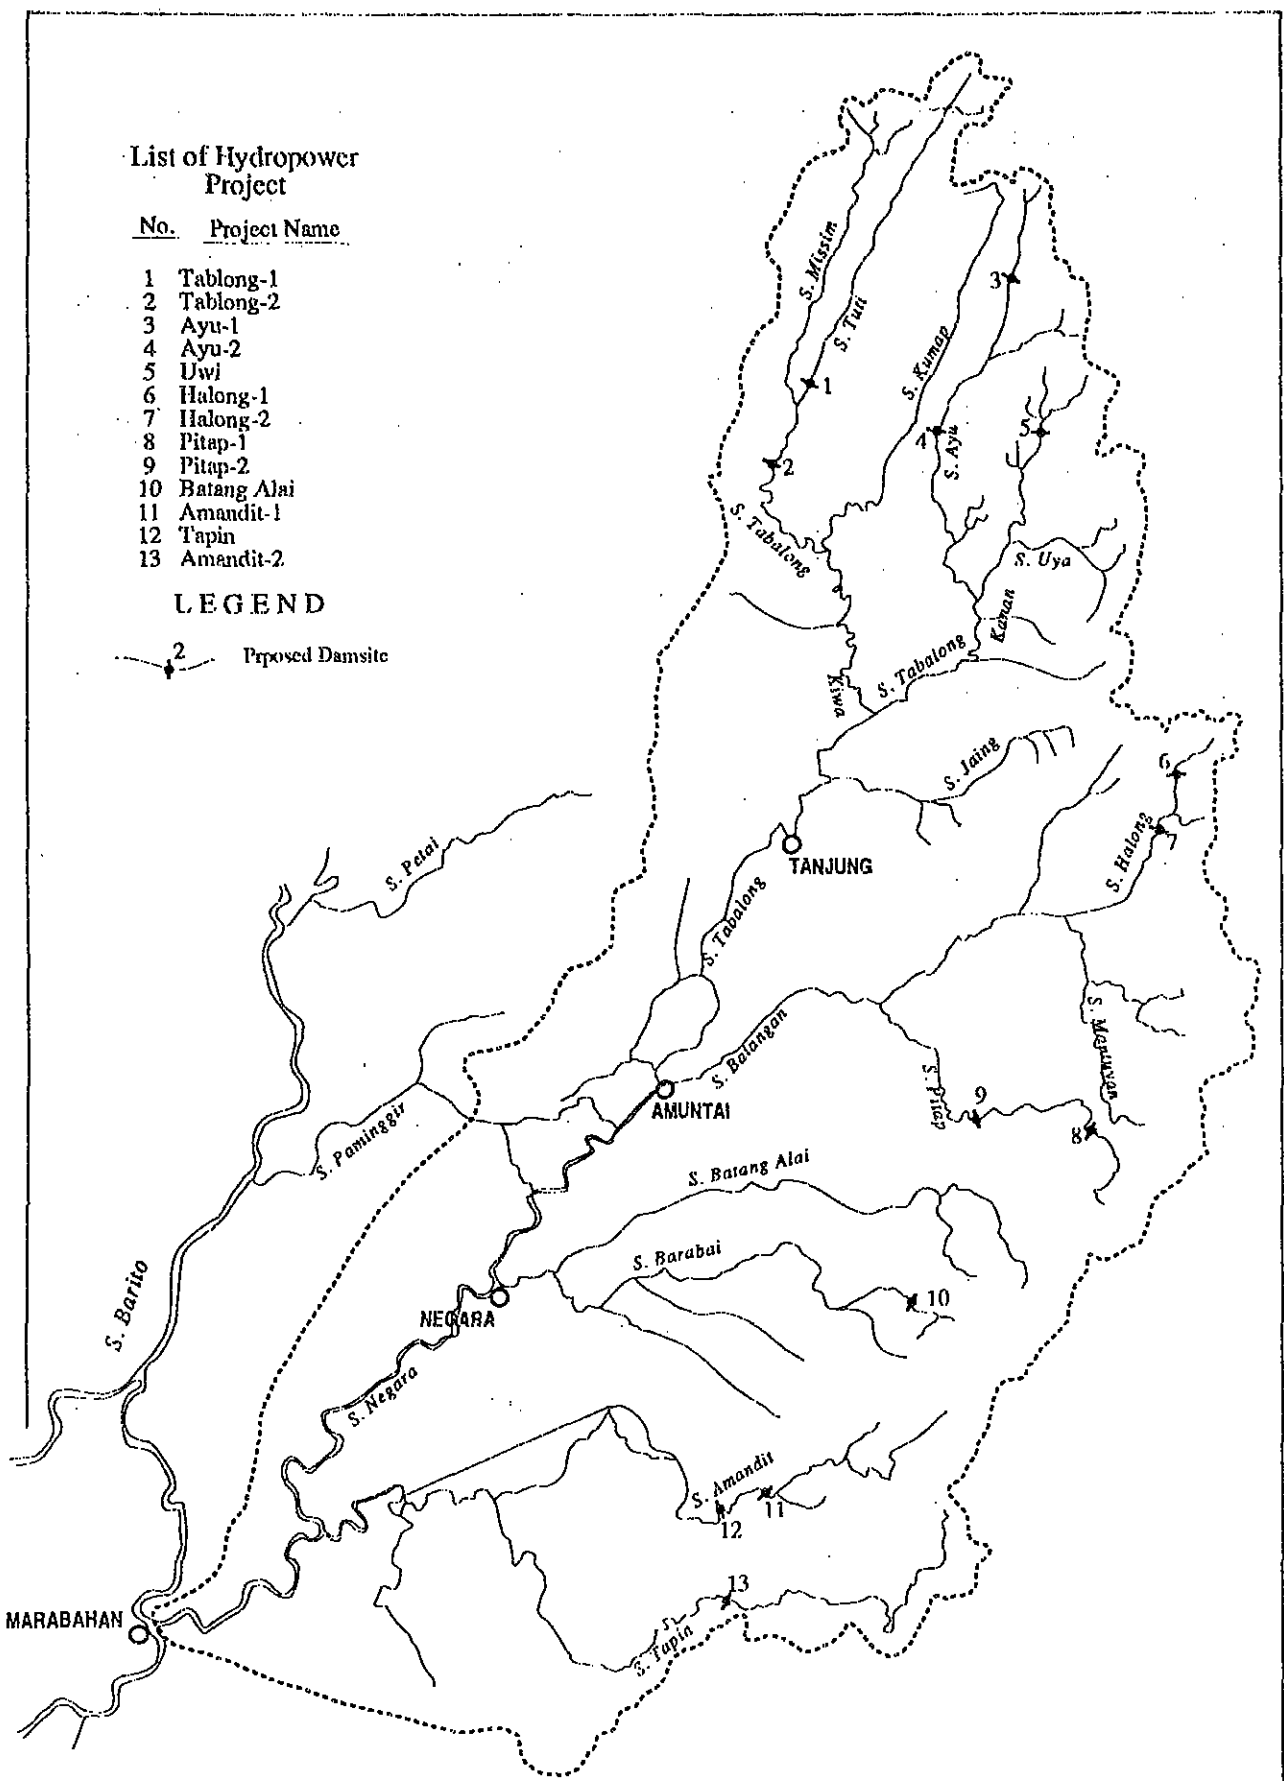 List of Hydropower
Project
No. Project Name
1 Tablong-1
2 Tablong-2
3 Ayu-1
4 Ayu-2
5 Uwi
6 Halong-1
7 Halong-2
8 Pitap-1
9 Pitap-2
10 Batang Alai
11 Amandit-1
12 Tapin
13 Amandit-2
LEGEND
2 Prposed Damsite
S. Missim
S. Tuti
3
S. Kumap
1
4
S. Ayu
5
2
S. Tabalong
S. Uya
Kanan
S. Tabalong
Kiwa
S. Jaing
6
S. Petai
TANJUNG
S. Halong
S. Tabalong
S. Balangan
S. Pitap
AMUNTAI
9
8
S. Paminggir
S. Batang Alai
S. Barito
S. Barabai
10
NEGARA
S. Negara
S. Amandit
11
12
13
MARABAHAN
S. Tapin